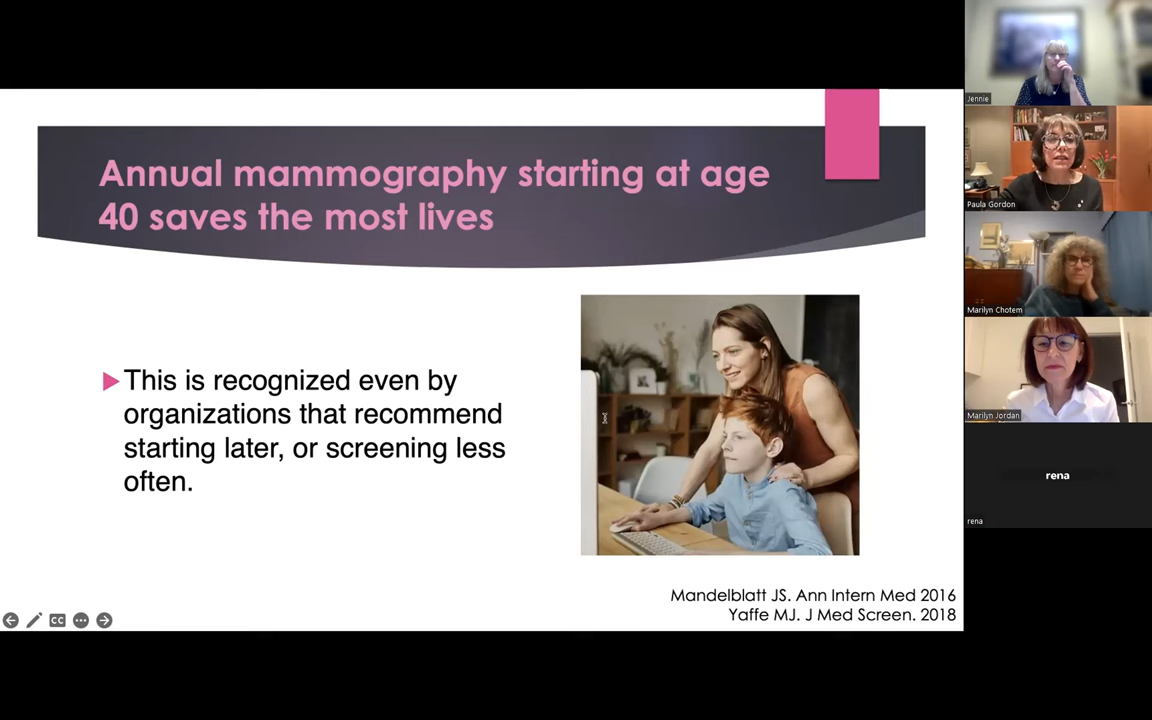 Annual mammography starting at age
40 saves the most lives
This is recognized even by
organizations that recommend
starting later, or screening less
often.
Mandelblatt JS. Ann Intern Med 2016
Yaffe MJ. J Med Screen. 2018
CC
Jennie
Paula Gordon
Marilyn Chotem
Marilyn Jordan
rena
rena